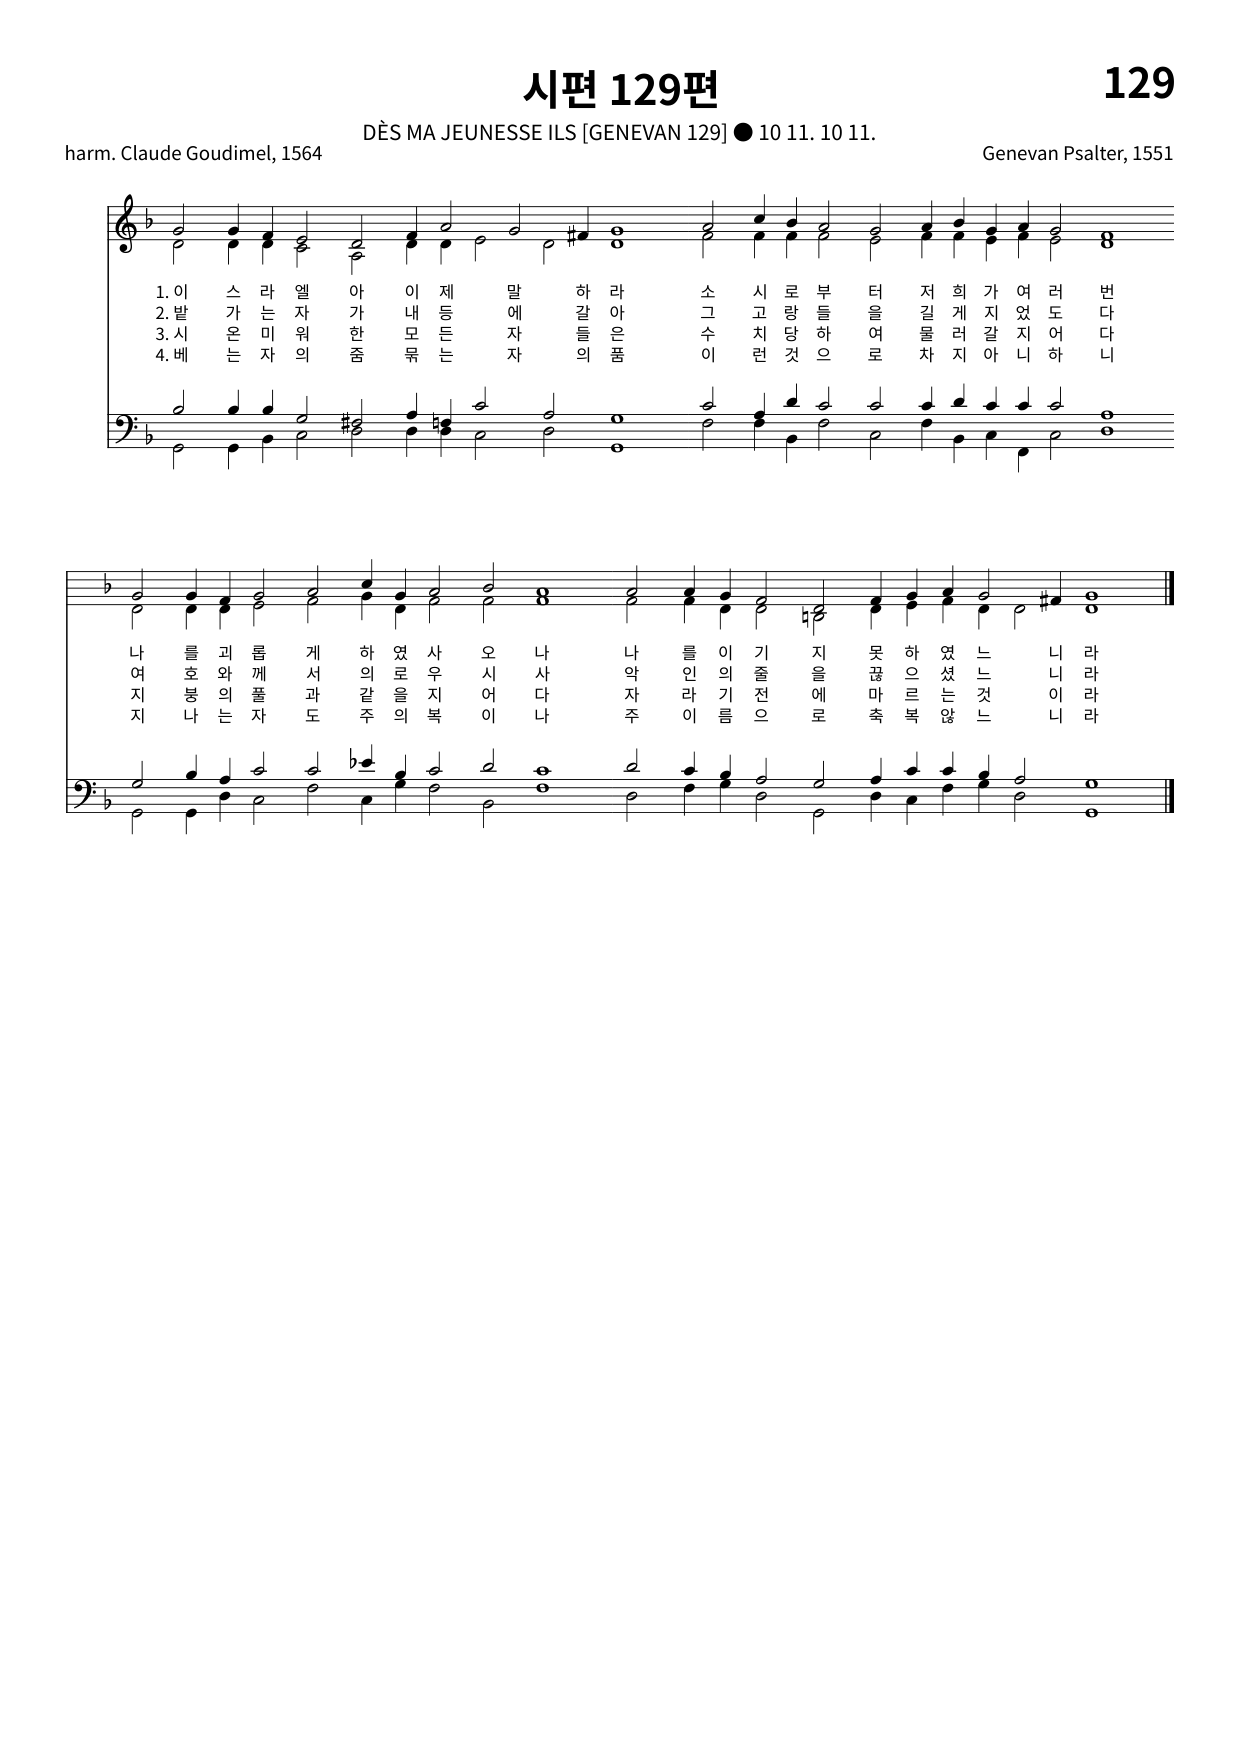 시편 129편
129
DÈS MA JEUNESSE ILS [GENEVAN 129] ● 10 11. 10 11.
harm. Claude Goudimel, 1564
Genevan Psalter, 1551
1. 이 스 라 엘 아 이 제 말 하 라 소 시 로 부 터 저 희 가 여 러 번
2. 밭 가 는 자 가 내 등 에 갈 아 그 고 랑 들 을 길 게 지 었 도 다
3. 시 온 미 워 한 모 든 자 들 은 수 치 당 하 여 물 러 갈 지 어 다
4. 베 는 자 의 줌 묶 는 자 의 품 이 런 것 으 로 차 지 아 니 하 니
나 를 괴 롭 게 하 였 사 오 나 나 를 이 기 지 못 하 였 느 니 라
여 호 와 께 서 의 로 우 시 사 악 인 의 줄 을 끊 으 셨 느 니 라
지 붕 의 풀 과 같 을 지 어 다 자 라 기 전 에 마 르 는 것 이 라
지 나 는 자 도 주 의 복 이 나 주 이 름 으 로 축 복 않 느 니 라